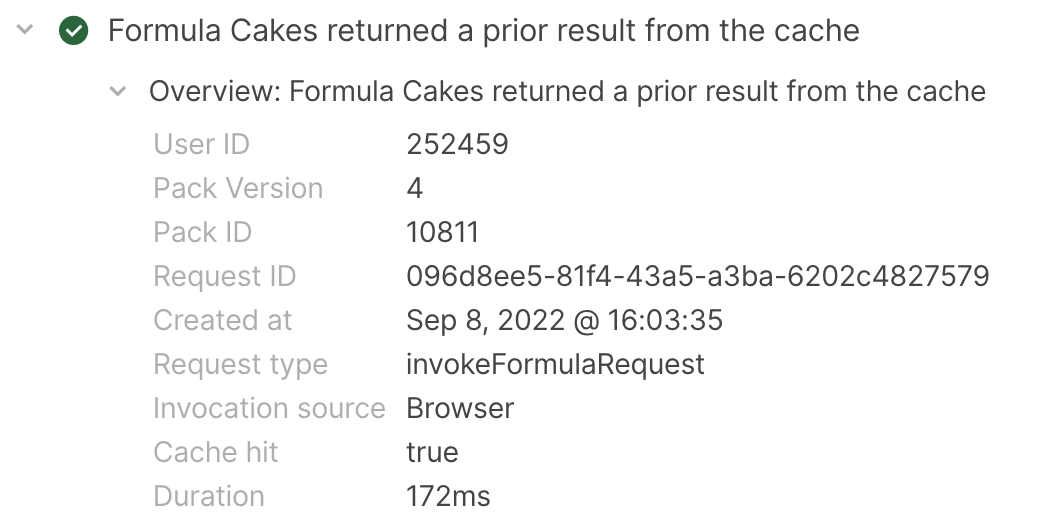 Formula Cakes returned a prior result from the cache
Overview: Formula Cakes returned a prior result from the cache
User ID 252459
Pack Version 4
Pack ID 10811
Request ID 096d8ee5-81f4-43a5-a3ba-6202c4827579
Created at Sep 8, 2022 @ 16:03:35
Request type invokeFormulaRequest
Invocation source Browser
Cache hit true
Duration 172ms